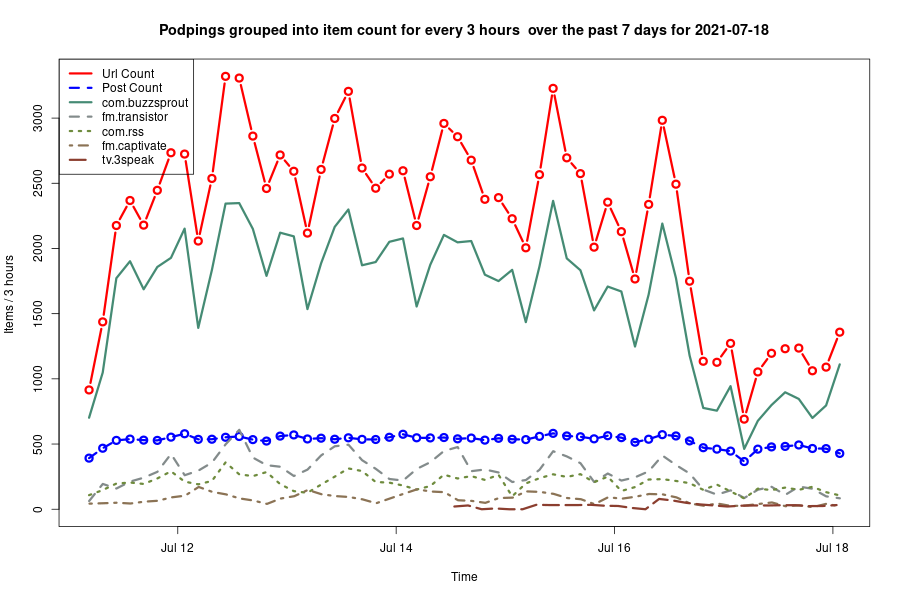 Podpings grouped into item count for every 3 hours  over the past 7 days for 2021-07-18
Url Count
Post Count
com.buzzsprout
fm.transistor
com.rss
fm.captivate
tv.3speak
Items / 3 hours
3000
2500
2000
1500
1000
500
0
Jul 12
Jul 14
Jul 16
Jul 18
Time